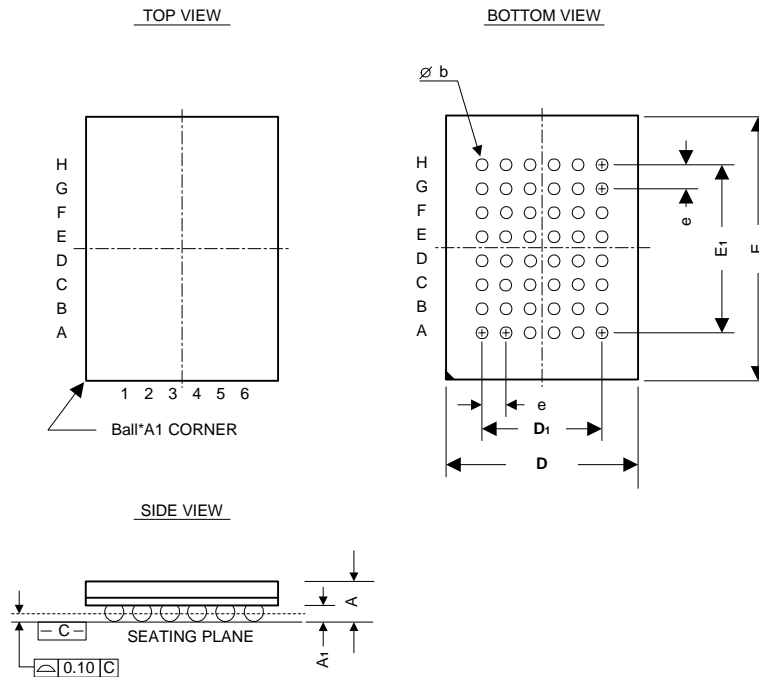 TOP VIEW
BOTTOM VIEW
H
G
F
E
D
C
B
A
1 2 3 4 5 6
Ball*A1 CORNER
Ø b
H
G
F
E
D
C
B
A
e
E1
E
e
D1
D
SIDE VIEW
A
A1
– C –
SEATING PLANE
⌓ 0.10 C